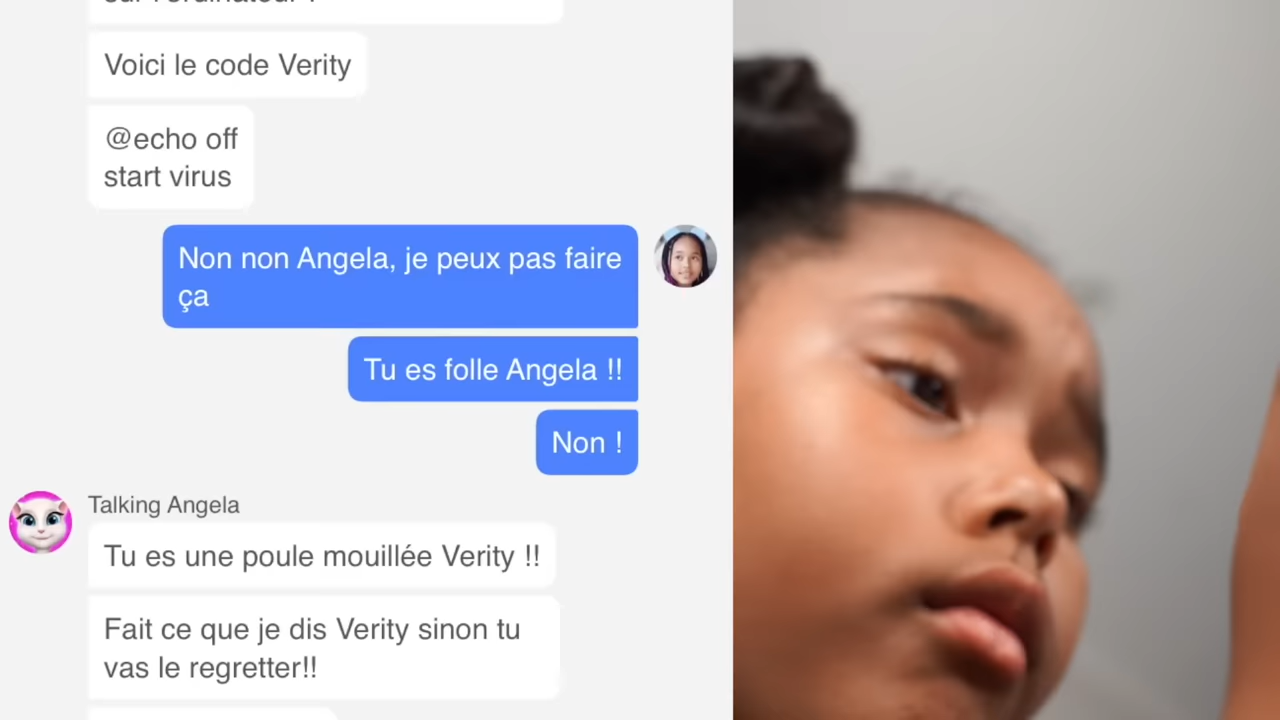 Voici le code Verity
@echo off
start virus
Non non Angela, je peux pas faire
ça
Tu es folle Angela !!
Non !
Talking Angela
Tu es une poule mouillée Verity !!
Fait ce que je dis Verity sinon tu
vas le regretter!!